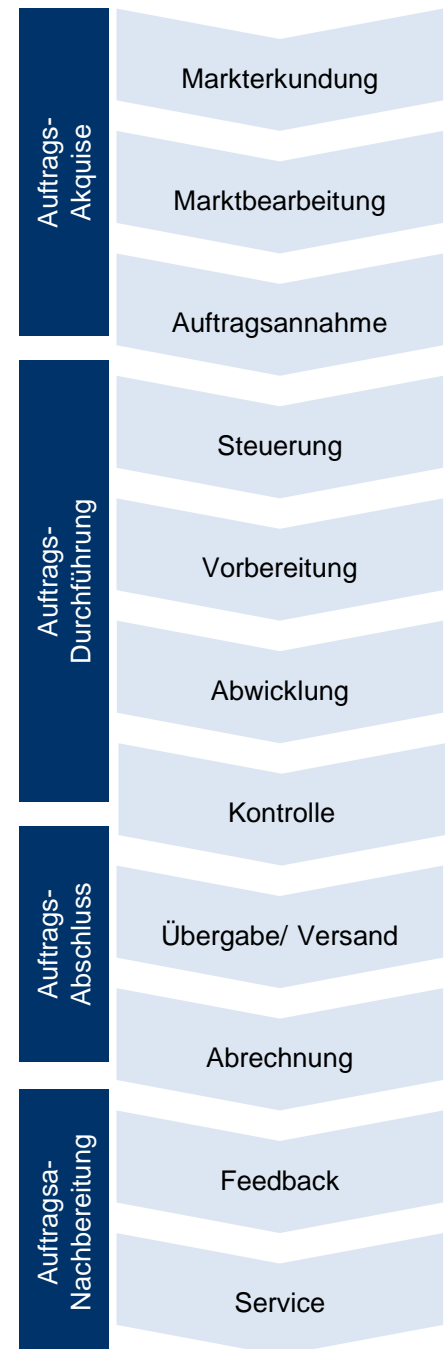 Auftrags-
Akquise
Markterkundung
Marktbearbeitung
Auftragsannahme
Auftrags-
Durchführung
Steuerung
Vorbereitung
Abwicklung
Kontrolle
Auftrags-
Abschluss
Übergabe/ Versand
Abrechnung
Auftragsa-
Nachbereitung
Feedback
Service